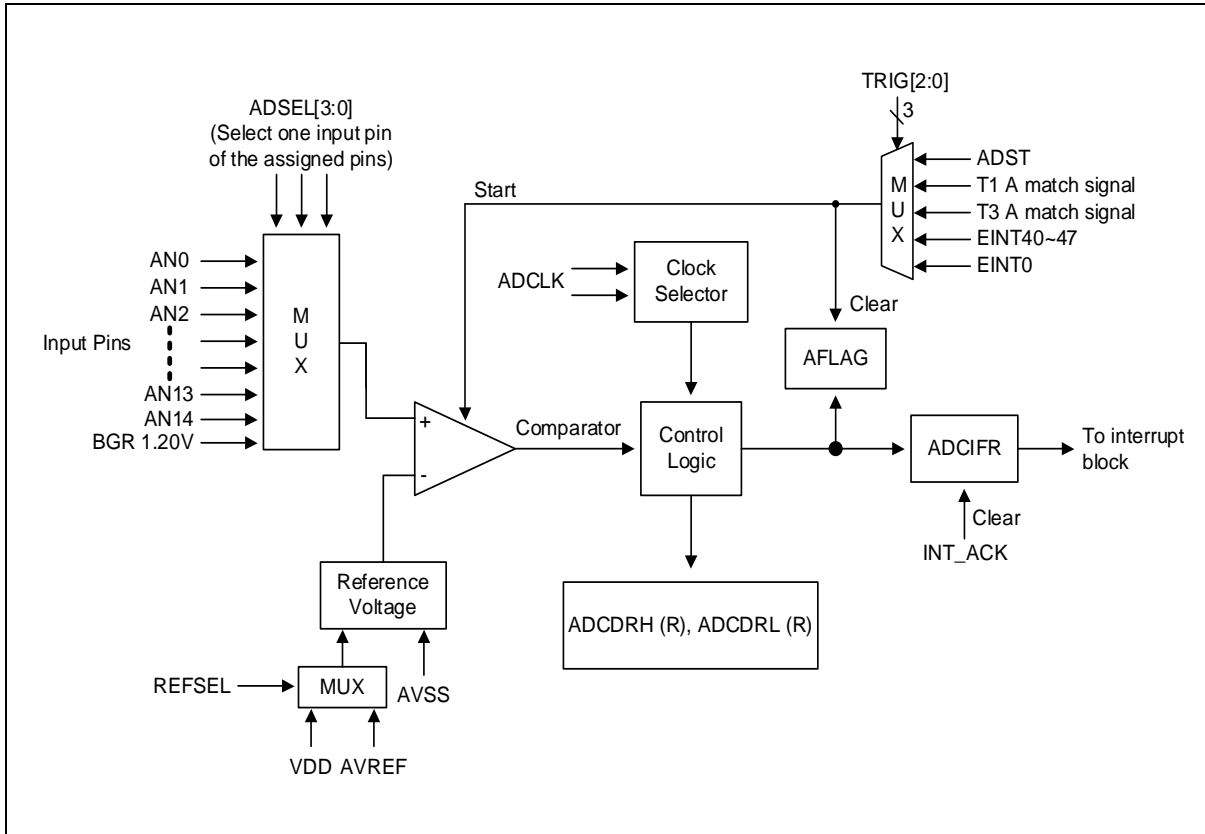 TRIG[2:0]
3
ADSEL[3:0]
(Select one input pin
of the assigned pins)
ADST
T1 A match signal
T3 A match signal
EINT40~47
EINT0
M
U
X
Start
Clear
AN0
AN1
AN2
Input Pins
AN13
AN14
BGR 1.20V
M
U
X
ADCLK
Clock
Selector
AFLAG
+
-
Comparator
Control
Logic
ADCIFR
To interrupt
block
Clear
INT_ACK
Reference
Voltage
ADCDRH (R), ADCDRL (R)
REFSEL
MUX
AVSS
VDD AVREF